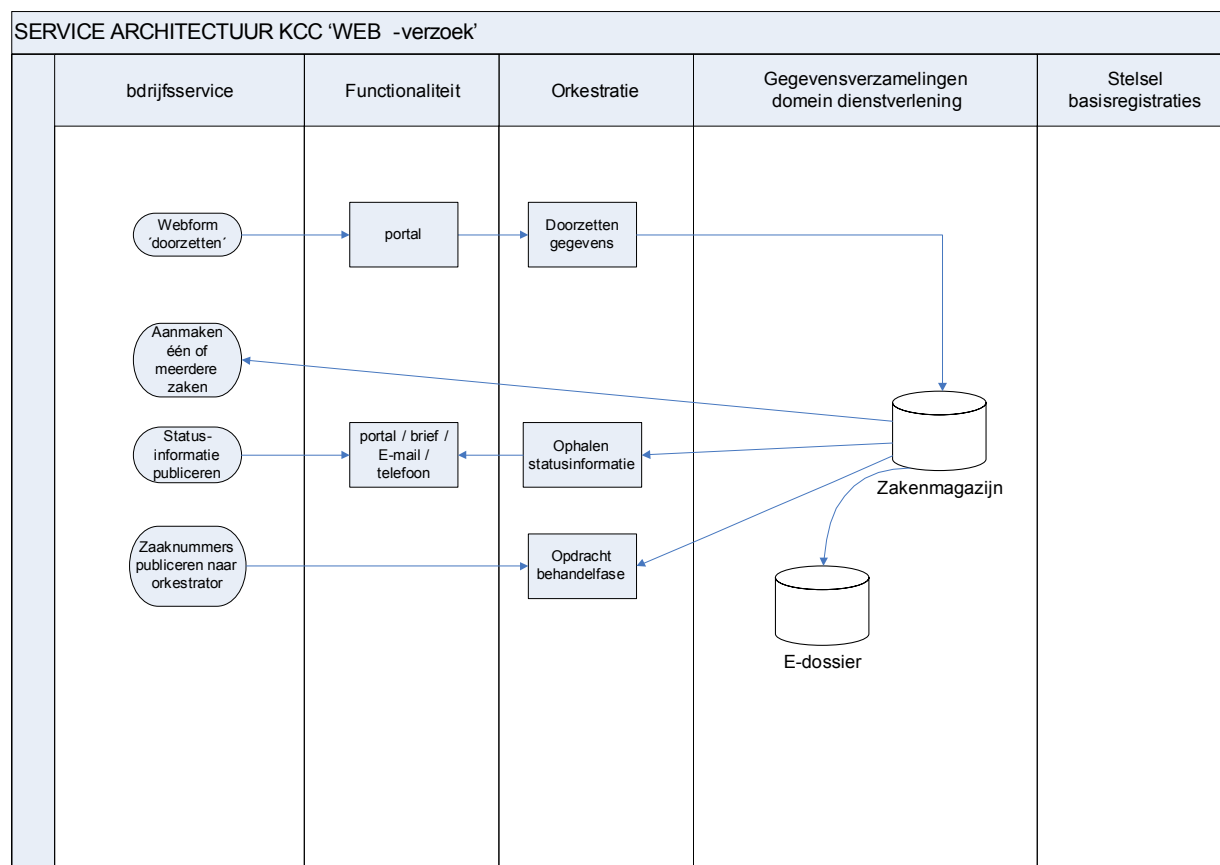 SERVICE ARCHITECTUUR KCC ‘WEB -verzoek’
bdrijfsservice
Functionaliteit
Orkestratie
Gegevensverzamelingen
domein dienstverlening
Stelsel
basisregistraties
Webform
´doorzetten´
portal
Doorzetten
gegevens
Aanmaken
één of
meerdere
zaken
Status-
informatie
publiceren
portal / brief /
E-mail /
telefoon
Ophalen
statusinformatie
Zakenmagazijn
Zaaknummers
publiceren naar
orkestrator
Opdracht
behandelfase
E-dossier